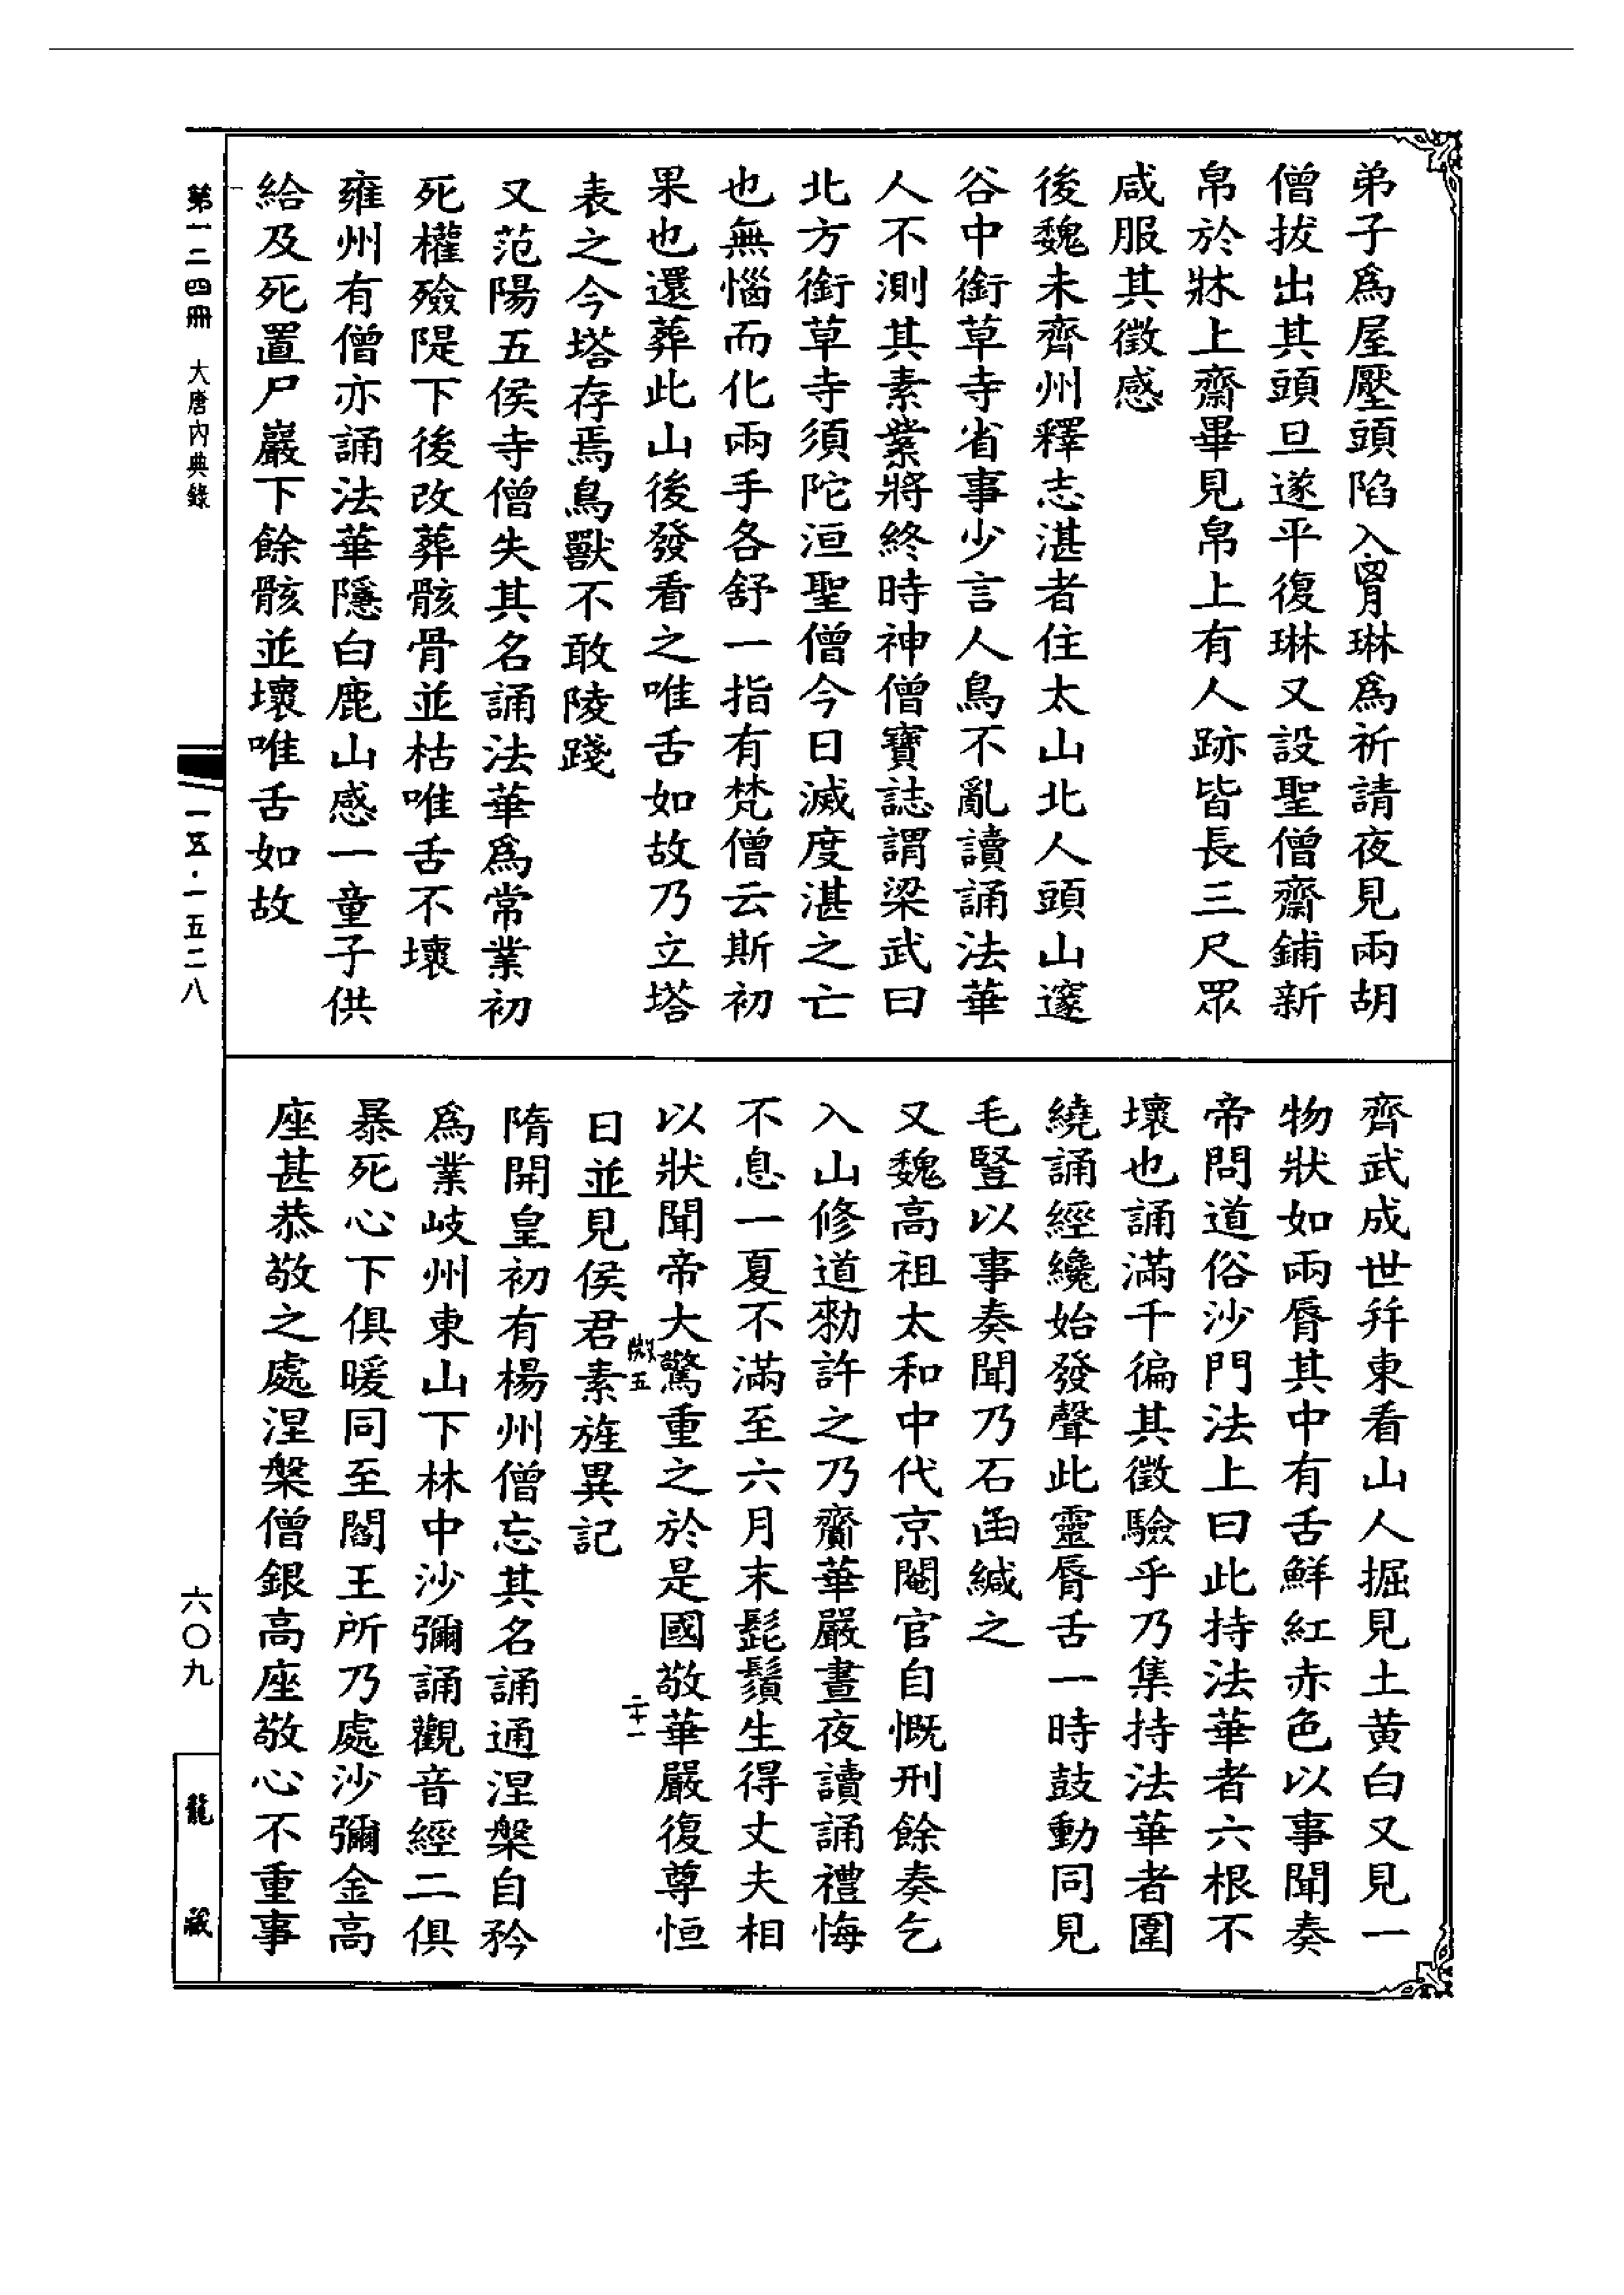 弟子爲屋壓頭陷入𦛁琳爲祈請夜見兩胡
僧拔出其頭旦遂平復琳又設聖僧齋鋪新
帛於牀上齋畢見帛上有人跡皆長三尺眾
咸服其徵感
後魏末齊州釋志湛者住太山北人頭山邃
谷中銜草寺省事少言人鳥不亂讀誦法華
人不測其素業將終時神僧寶誌謂梁武曰
北方銜草寺須陀洹聖僧今日滅度湛之亡
也無惱而化兩手各舒一指有梵僧云斯初
果也還葬此山後發看之唯舌如故乃立塔
表之今塔存焉鳥獸不敢陵踐
又范陽五侯寺僧失其名誦法華爲常業初
死權殮隄下後改葬骸骨並枯唯舌不壞
雍州有僧亦誦法華隱白鹿山感一童子供
給及死置尸巖下餘骸並壞唯舌如故
齊武成世幷東看山人掘見土黃白又見一
物狀如兩脣其中有舌鮮紅赤色以事聞奏
帝問道俗沙門法上曰此持法華者六根不
壞也誦滿千徧其徵驗乎乃集持法華者圍
繞誦經纔始發聲此靈脣舌一時鼓動同見
毛豎以事奏聞乃石函緘之
又魏高祖太和中代京閹官自慨刑餘奏乞
入山修道勑許之乃齎華嚴晝夜讀誦禮悔
不息一夏不滿至六月末髭鬚生得丈夫相
以狀聞帝大驚重之於是國敬華嚴復尊恒
日並見侯君素旌異記
隋開皇初有楊州僧忘其名誦通涅槃自矜
爲業岐州東山下林中沙彌誦觀音經二俱
暴死心下俱暖同至閻王所乃處沙彌金高
座甚恭敬之處涅槃僧銀高座敬心不重事
微五
二十一
第一二四冊 大唐內典錄
一五·一五二八
六〇九
龍藏